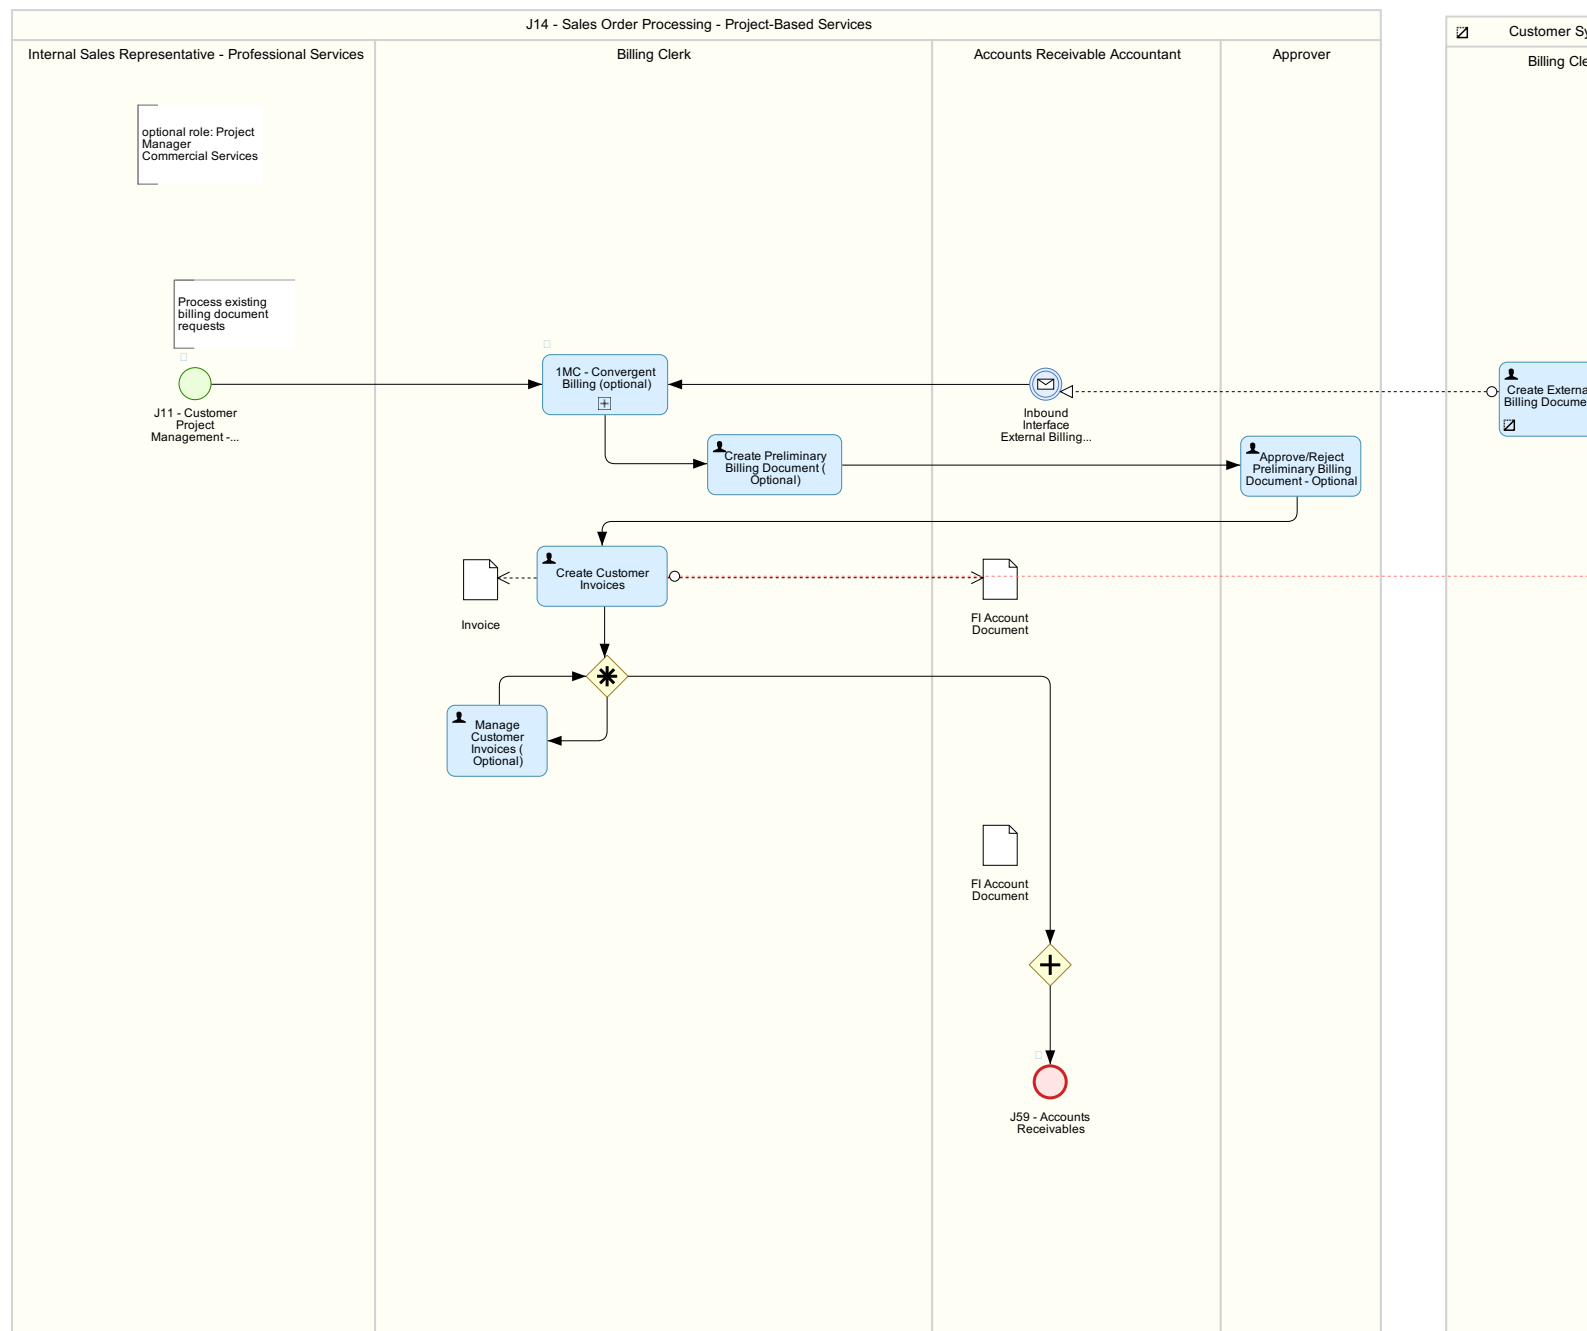 J14 - Sales Order Processing - Project-Based Services
Customer Sy
Internal Sales Representative - Professional Services
Billing Clerk
Accounts Receivable Accountant
Approver
Billing Cle
optional role: Project
Manager
Commercial Services
Process existing
billing document
requests
J11 - Customer
Project
Management -...
1MC - Convergent
Billing (optional)
Inbound
Interface
External Billing...
Create Externa
Billing Docume
Create Preliminary
Billing Document (
Optional)
Approve/Reject
Preliminary Billing
Document - Optional
Create Customer
Invoices
Invoice
FI Account
Document
Manage
Customer
Invoices (
Optional)
FI Account
Document
J59 - Accounts
Receivables